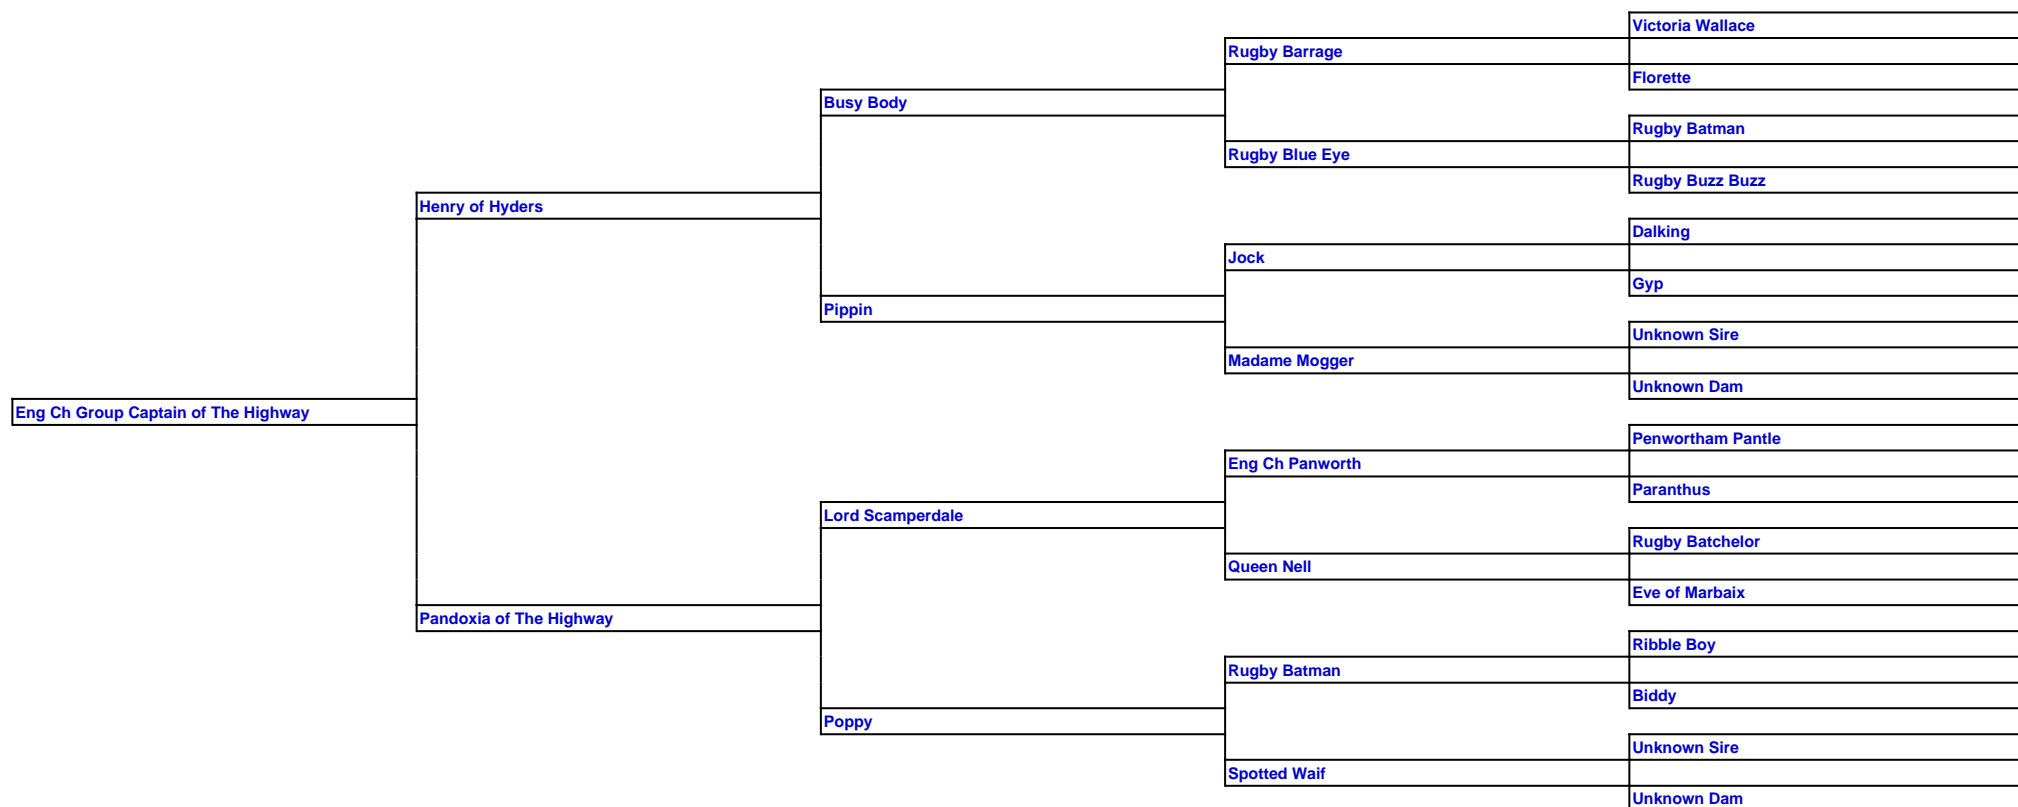 Victoria Wallace
Rugby Barrage
Florette
Busy Body
Rugby Batman
Rugby Blue Eye
Rugby Buzz Buzz
Henry of Hyders
Dalking
Jock
Gyp
Pippin
Unknown Sire
Madame Mogger
Unknown Dam
Eng Ch Group Captain of The Highway
Penwortham Pantle
Eng Ch Panworth
Paranthus
Lord Scamperdale
Rugby Batchelor
Queen Nell
Eve of Marbaix
Pandoxia of The Highway
Ribble Boy
Rugby Batman
Biddy
Poppy
Unknown Sire
Spotted Waif
Unknown Dam